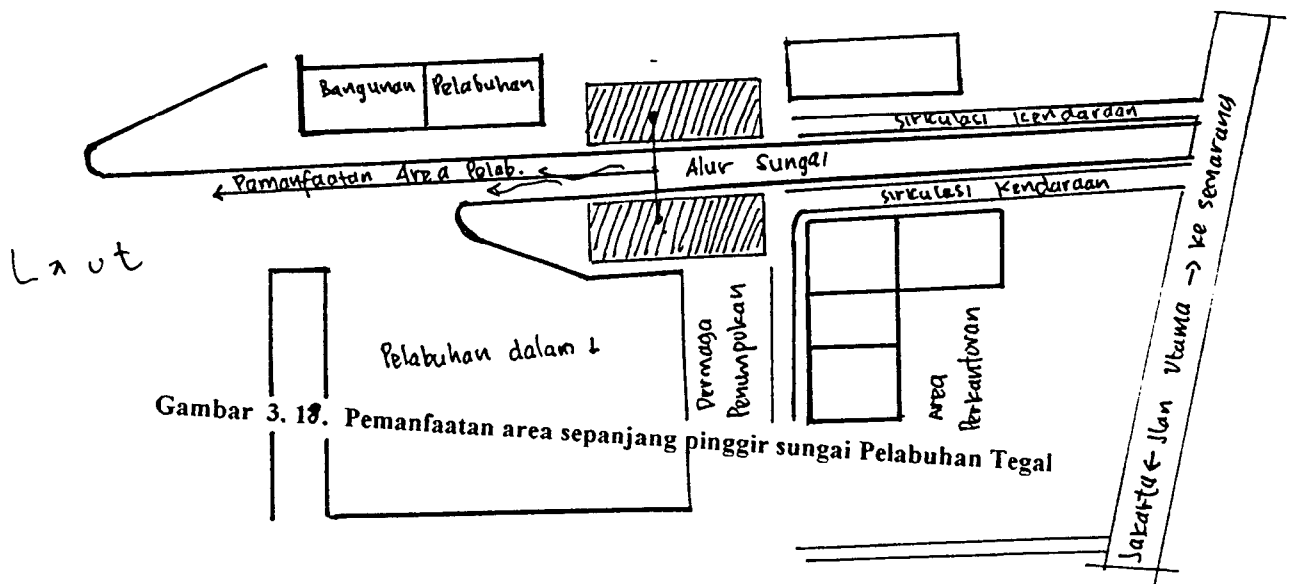 Bangunan Pelabuhan
sirkulasi kendaraan
Alur Sungai
Pamanfaatan Area Pelab.
sirkulasi kendaraan
Laut
Pelabuhan dalam 1
Dermaga
Penumpukan
Area
Perkantoran
Jakarta ← Jlan Utama → ke Semarang
Gambar 3. 18. Pemanfaatan area sepanjang pinggir sungai Pelabuhan Tegal